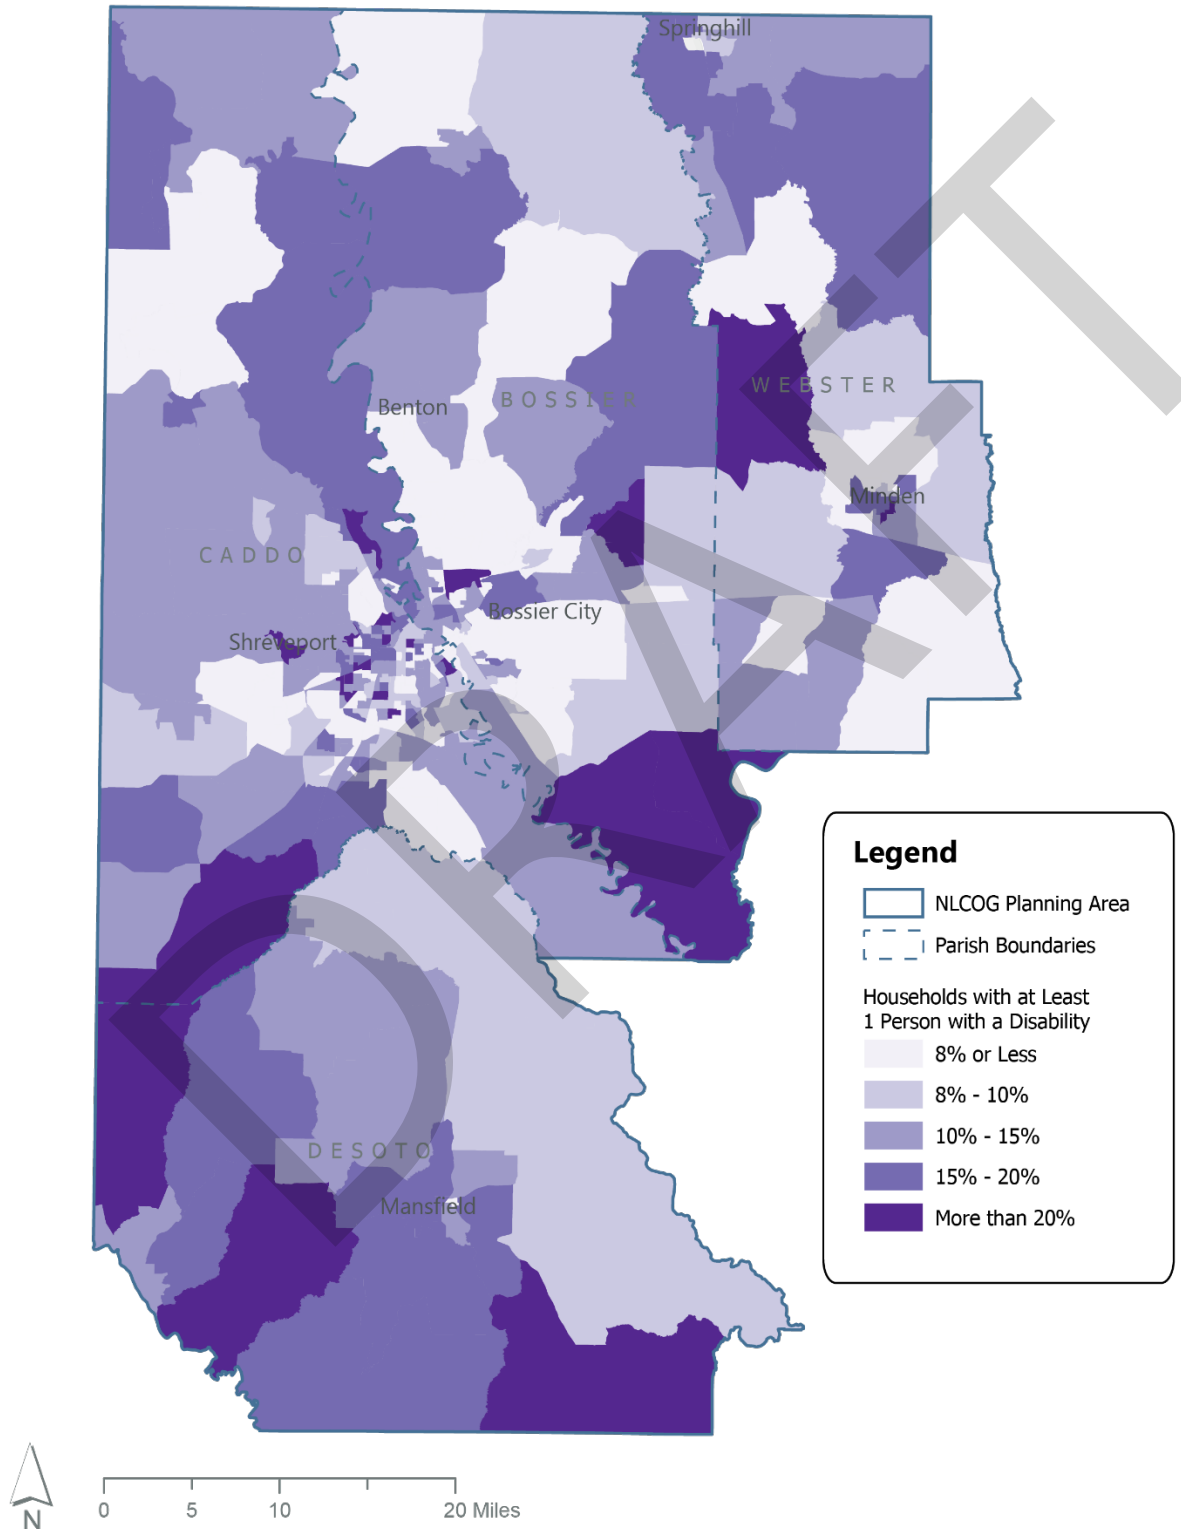 Springhill
WEBSTER
BOSSIER
Benton
Minden
CADDO
Bossier City
Shreveport
DRAFT
Legend
NLCOG Planning Area
Parish Boundaries
Households with at Least
1 Person with a Disability
8% or Less
8% - 10%
10% - 15%
15% - 20%
More than 20%
DESOTO
Mansfield
N
0 5 10 20 Miles